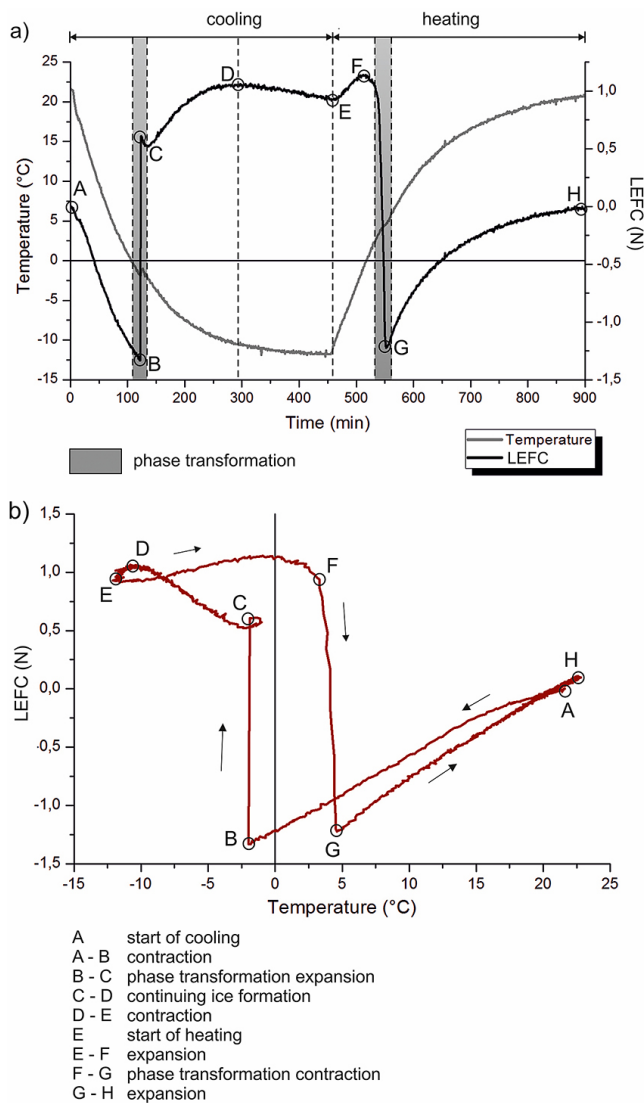 cooling heating
a)
25 20 15 10 5 0 -5 -10 -15
Temperature (°C)
A B C D E F G H
1,0 0,5 0,0 -0,5 -1,0 -1,5
LEFC (N)
0 100 200 300 400 500 600 700 800 900
Time (min)
phase transformation
Temperature
LEFC
b)
1,5 1,0 0,5 0,0 -0,5 -1,0 -1,5
LEFC (N)
D E C F H A B G
-15 -10 -5 0 5 10 15 20 25
Temperature (°C)
A start of cooling
A - B contraction
B - C phase transformation expansion
C - D continuing ice formation
D - E contraction
E start of heating
E - F expansion
F - G phase transformation contraction
G - H expansion